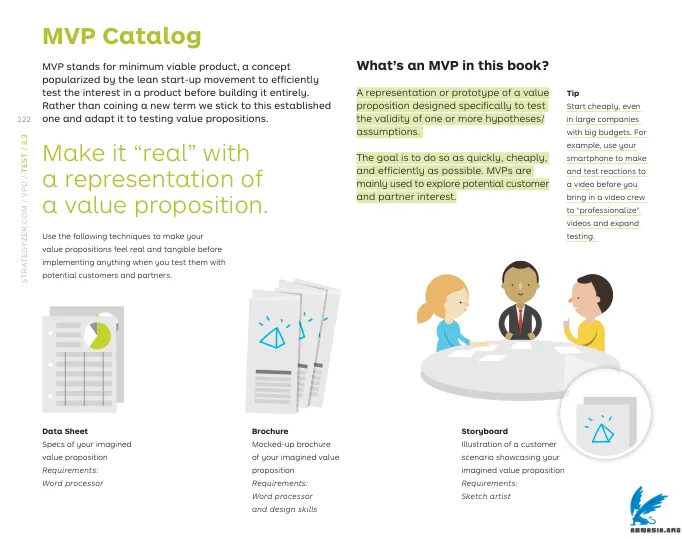 MVP Catalog
MVP stands for minimum viable product, a concept
popularized by the lean start-up movement to efficiently
test the interest in a product before building it entirely.
Rather than coining a new term we stick to this established
one and adapt it to testing value propositions.
222
STRATEGYZER.COM / VPD / TEST / 3.3
Make it “real” with
a representation of
a value proposition.
Use the following techniques to make your
value propositions feel real and tangible before
implementing anything when you test them with
potential customers and partners.
What’s an MVP in this book?
A representation or prototype of a value
proposition designed specifically to test
the validity of one or more hypotheses/
assumptions.
The goal is to do so as quickly, cheaply,
and efficiently as possible. MVPs are
mainly used to explore potential customer
and partner interest.
Tip
Start cheaply, even
in large companies
with big budgets. For
example, use your
smartphone to make
and test reactions to
a video before you
bring in a video crew
to “professionalize”
videos and expand
testing.
Data Sheet
Specs of your imagined
value proposition
Requirements:
Word processor
Brochure
Mocked-up brochure
of your imagined value
proposition
Requirements:
Word processor
and design skills
Storyboard
Illustration of a customer
scenario showcasing your
imagined value proposition
Requirements:
Sketch artist
ARMASIA.ORG